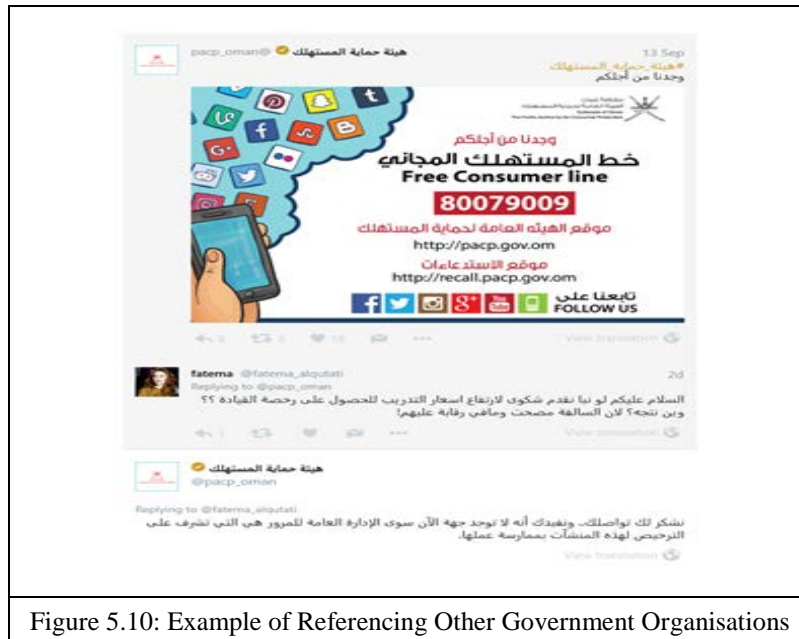 هيئة حماية المستهلك @pacp_oman
13 Sep
#هيئة_حماية_المستهلك
وجدنا من أجلكم
وجدنا من أجلكم
خط المستهلك المجاني
Free Consumer line
80079009
موقع الهيئه العامة لحماية المستهلك
http://pacp.gov.om
موقع الاستدعاءات
http://recall.pacp.gov.om
تابعنا على
FOLLOW US
View translation
fatema @fatema_alqutati
2d
Replying to @pacp_oman
السلام عليكم لو نبا نقدم شكوى لارتفاع اسعار التدريب للحصول على رخصة القيادة ؟؟
وين نتجه؟ لان السالفة مصخت ومافي رقابة عليهم!
View translation
هيئة حماية المستهلك
@pacp_oman
Replying to @fatema_alqutati
نشكر لك تواصلك.. ونفيدك أنه لا توجد جهة الآن سوى الإدارة العامة للمرور هي التي تشرف على
الترخيص لهذه المنشآت بممارسة عملها.
View translation
Figure 5.10: Example of Referencing Other Government Organisations